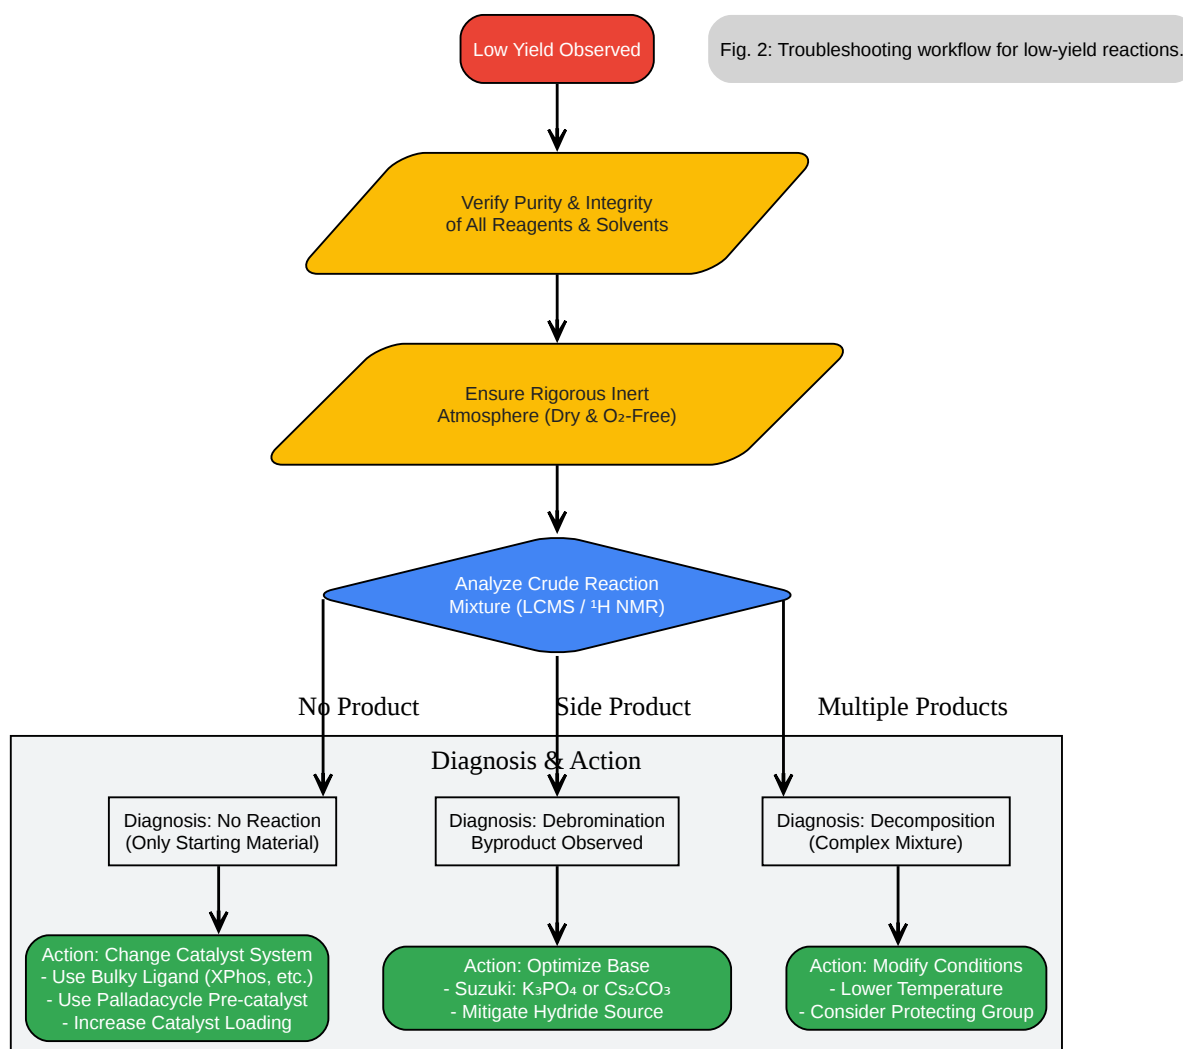 Low Yield Observed
Fig. 2: Troubleshooting workflow for low-yield reactions.
Verify Purity & Integrity
of All Reagents & Solvents
Ensure Rigorous Inert
Atmosphere (Dry & O₂-Free)
Analyze Crude Reaction
Mixture (LCMS / ¹H NMR)
No Product
Side Product
Multiple Products
Diagnosis & Action
Diagnosis: No Reaction
(Only Starting Material)
Diagnosis: Debromination
Byproduct Observed
Diagnosis: Decomposition
(Complex Mixture)
Action: Change Catalyst System
- Use Bulky Ligand (XPhos, etc.)
- Use Palladacycle Pre-catalyst
- Increase Catalyst Loading
Action: Optimize Base
- Suzuki: K₃PO₄ or Cs₂CO₃
- Mitigate Hydride Source
Action: Modify Conditions
- Lower Temperature
- Consider Protecting Group